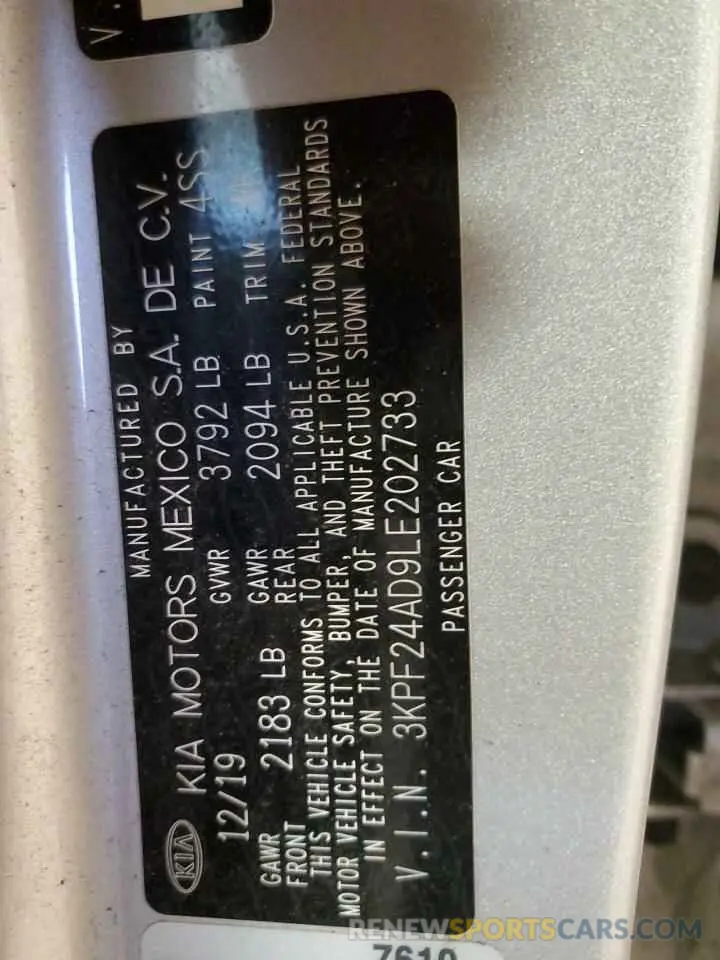 V.
MANUFACTURED BY
KIA KIA MOTORS MEXICO S.A. DE C.V.
12/19 GVWR 3792 LB PAINT 4SS
GAWR FRONT 2183 LB GAWR REAR 2094 LB TRIM
THIS VEHICLE CONFORMS TO ALL APPLICABLE U.S.A. FEDERAL
MOTOR VEHICLE SAFETY, BUMPER, AND THEFT PREVENTION STANDARDS
IN EFFECT ON THE DATE OF MANUFACTURE SHOWN ABOVE.
V.I.N. 3KPF24AD9LE202733
PASSENGER CAR
7610
RENEWSPORTSCARS.COM